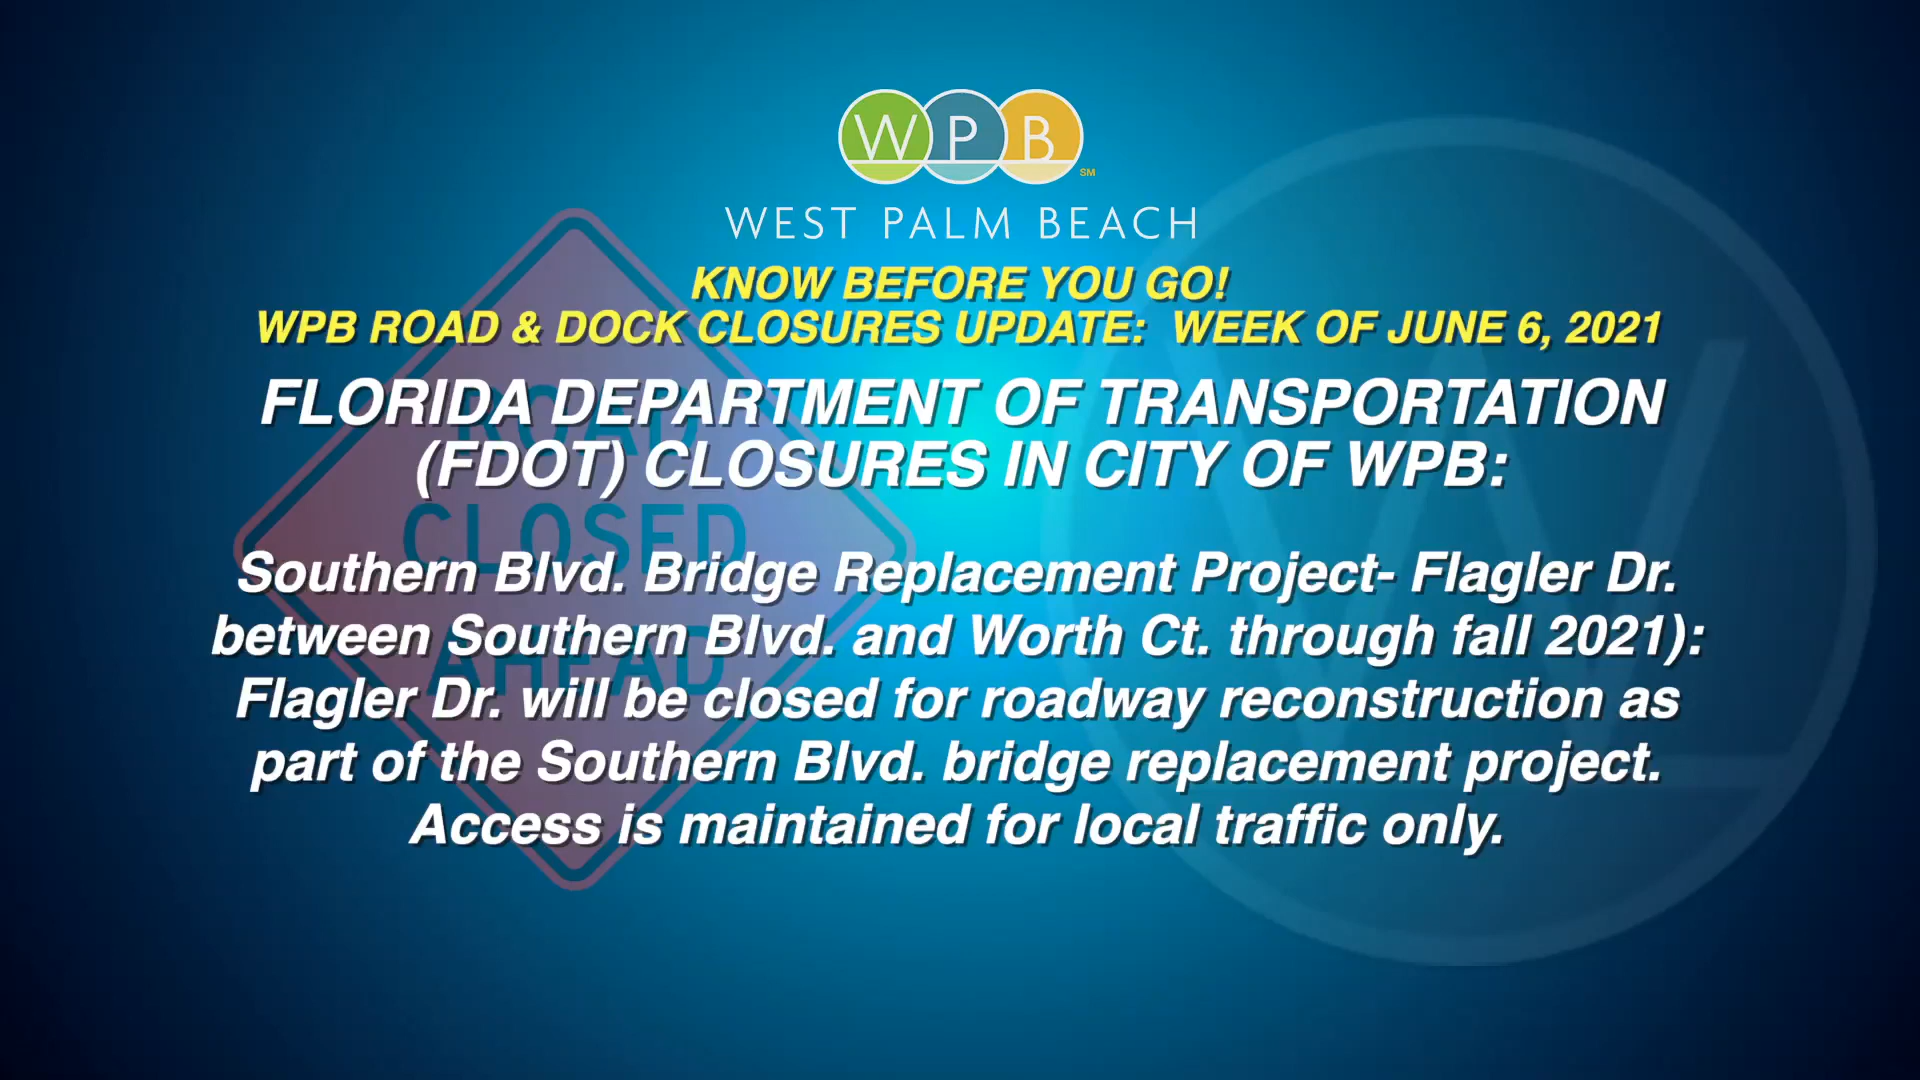 W P B SM
WEST PALM BEACH
KNOW BEFORE YOU GO!
WPB ROAD & DOCK CLOSURES UPDATE: WEEK OF JUNE 6, 2021
FLORIDA DEPARTMENT OF TRANSPORTATION
(FDOT) CLOSURES IN CITY OF WPB:
ROAD
CLOSED
AHEAD
Southern Blvd. Bridge Replacement Project- Flagler Dr.
between Southern Blvd. and Worth Ct. through fall 2021):
Flagler Dr. will be closed for roadway reconstruction as
part of the Southern Blvd. bridge replacement project.
Access is maintained for local traffic only.
W